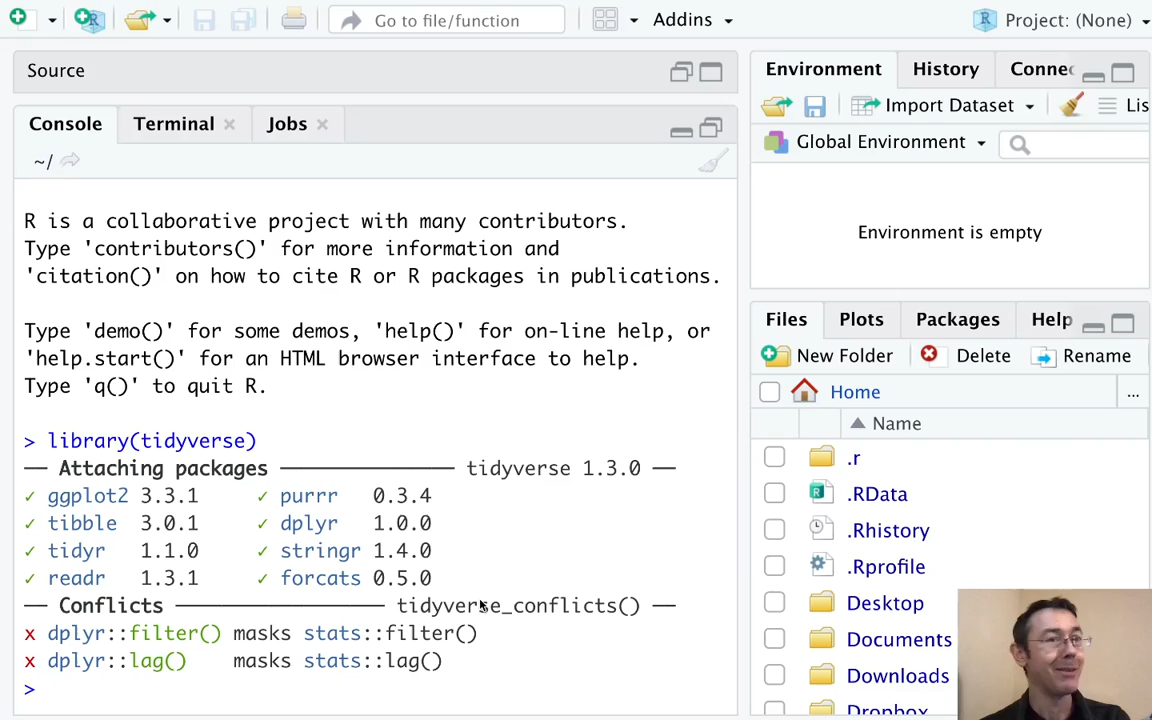 Go to file/function
Addins
Project: (None)
Source
Console
Terminal
Jobs
~/
R is a collaborative project with many contributors.
Type 'contributors()' for more information and
'citation()' on how to cite R or R packages in publications.
Type 'demo()' for some demos, 'help()' for on-line help, or
'help.start()' for an HTML browser interface to help.
Type 'q()' to quit R.
> library(tidyverse)
── Attaching packages ─────────────── tidyverse 1.3.0 ──
✓ ggplot2 3.3.1 ✓ purrr 0.3.4
✓ tibble 3.0.1 ✓ dplyr 1.0.0
✓ tidyr 1.1.0 ✓ stringr 1.4.0
✓ readr 1.3.1 ✓ forcats 0.5.0
── Conflicts ────────────────── tidyverse_conflicts() ──
x dplyr::filter() masks stats::filter()
x dplyr::lag() masks stats::lag()
>
Environment
History
Connec
Import Dataset
Lis
Global Environment
Environment is empty
Files
Plots
Packages
Help
New Folder
Delete
Rename
Home
...
Name
.r
.RData
.Rhistory
.Rprofile
Desktop
Documents
Downloads
Dropbox